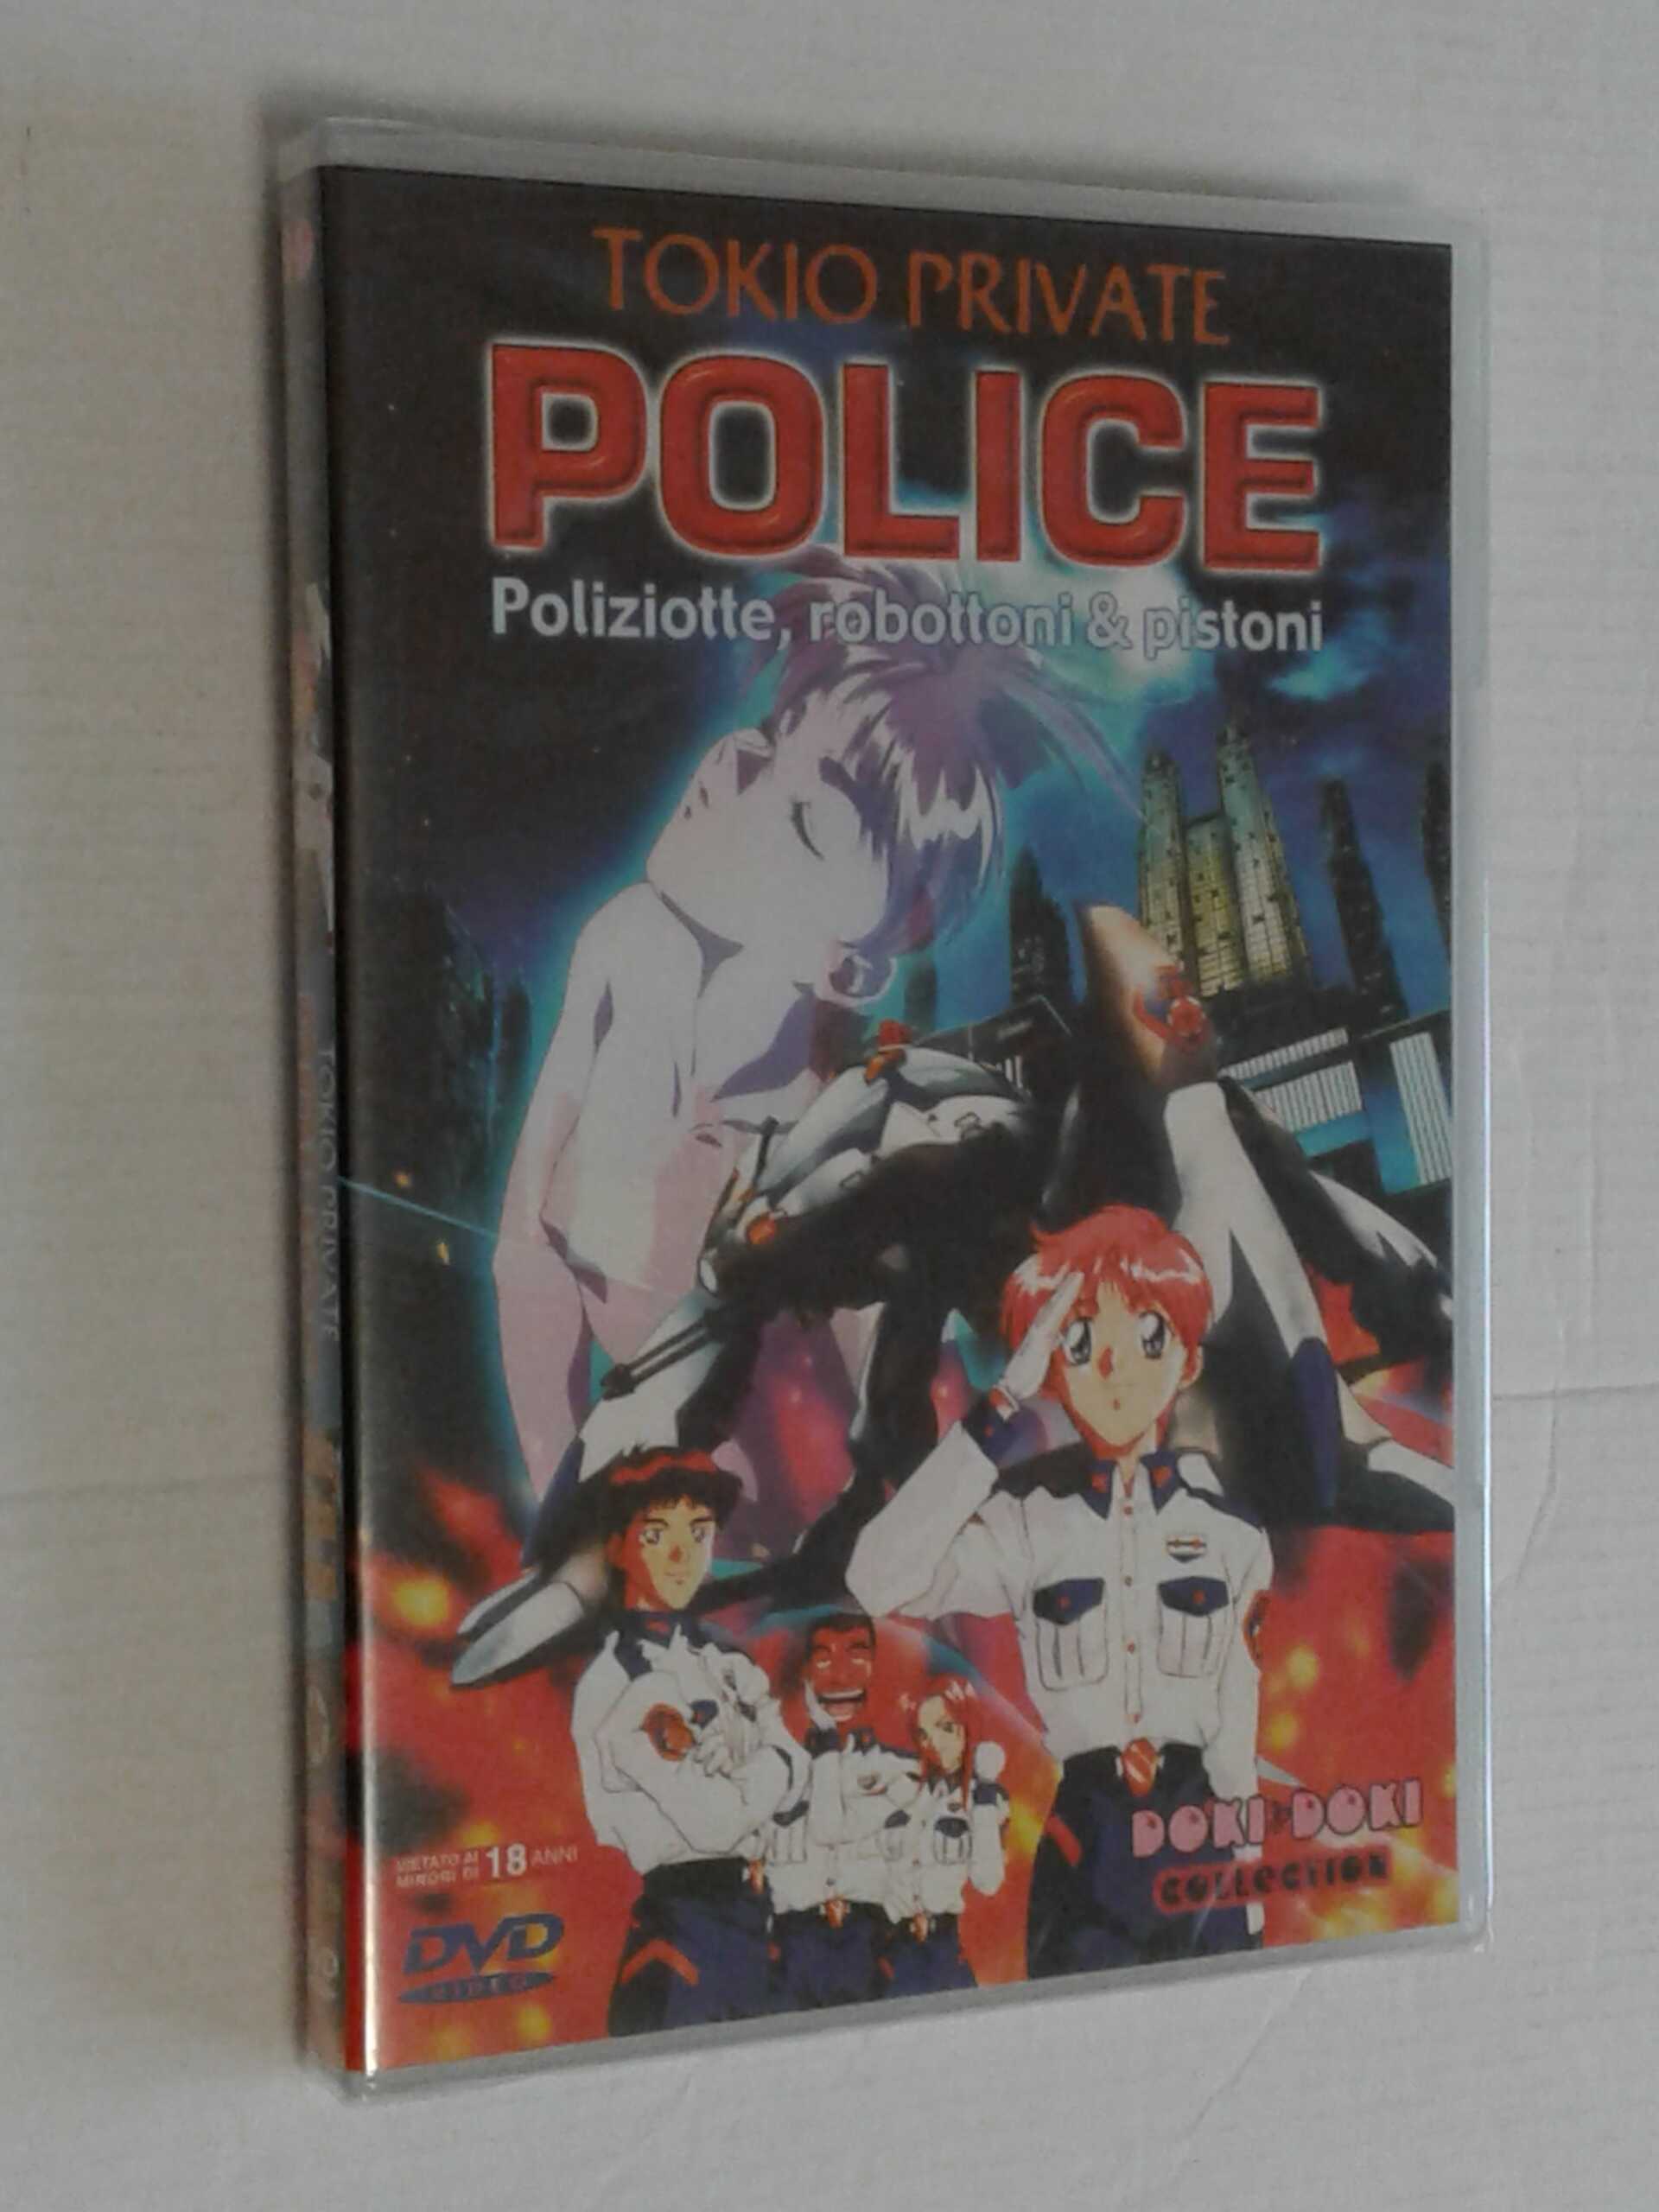 TOKIO PRIVATE
POLICE
Poliziotte, robottoni & pistoni
TOKIO PRIVATE
VIETATO AI
MINORI DI 18 ANNI
DVD
VIDEO
DOKI DOKI
COLLECTION